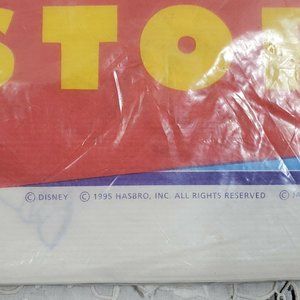 STO
© DISNEY © 1995 HASBRO, INC. ALL RIGHTS RESERVED ©